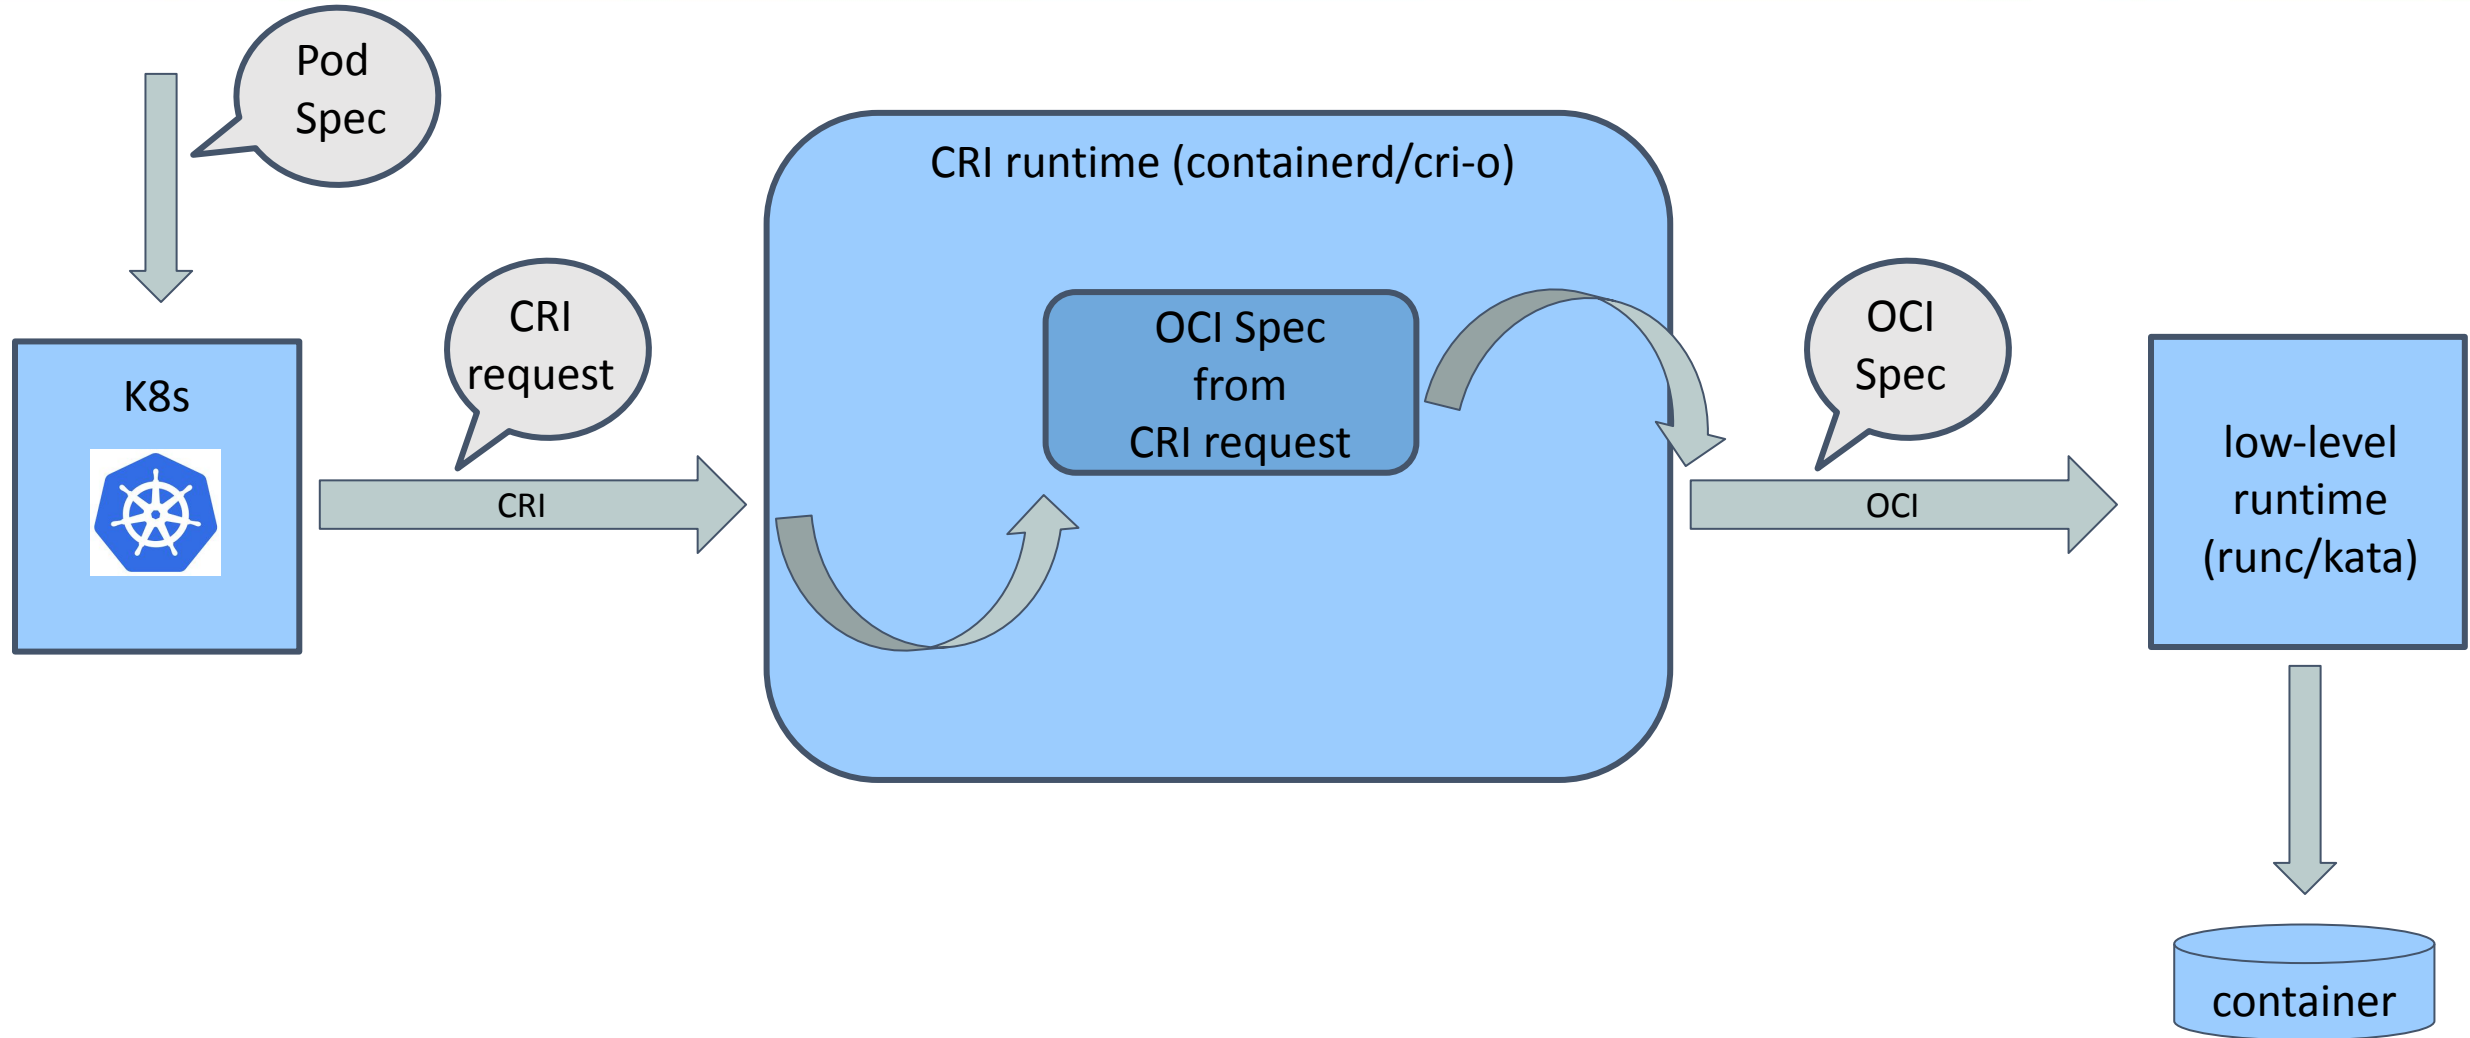 Pod
Spec
CRI runtime (containerd/cri-o)
CRI
request
OCI Spec
from
CRI request
OCI
Spec
K8s
CRI
OCI
low-level
runtime
(runc/kata)
container